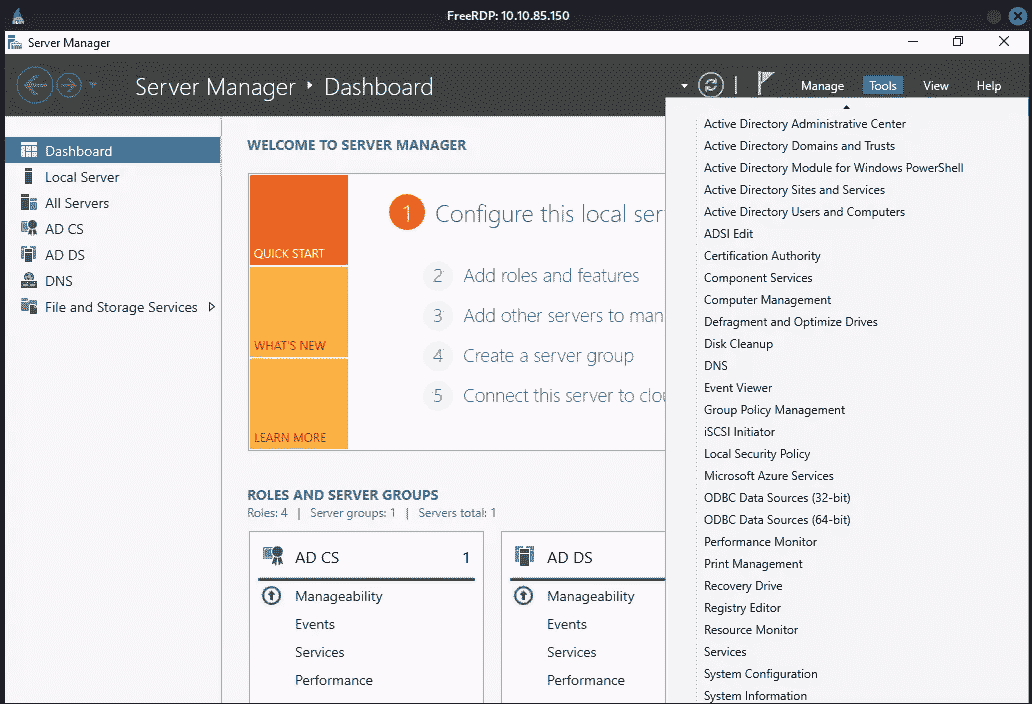 FreeRDP: 10.10.85.150
Server Manager
Server Manager ‣ Dashboard
Manage Tools View Help
Dashboard
Local Server
All Servers
AD CS
AD DS
DNS
File and Storage Services
WELCOME TO SERVER MANAGER
QUICK START
WHAT'S NEW
LEARN MORE
1 Configure this local ser
2 Add roles and features
3 Add other servers to man
4 Create a server group
5 Connect this server to clou
ROLES AND SERVER GROUPS
Roles: 4 | Server groups: 1 | Servers total: 1
AD CS 1
Manageability
Events
Services
Performance
AD DS
Manageability
Events
Services
Performance
Active Directory Administrative Center
Active Directory Domains and Trusts
Active Directory Module for Windows PowerShell
Active Directory Sites and Services
Active Directory Users and Computers
ADSI Edit
Certification Authority
Component Services
Computer Management
Defragment and Optimize Drives
Disk Cleanup
DNS
Event Viewer
Group Policy Management
iSCSI Initiator
Local Security Policy
Microsoft Azure Services
ODBC Data Sources (32-bit)
ODBC Data Sources (64-bit)
Performance Monitor
Print Management
Recovery Drive
Registry Editor
Resource Monitor
Services
System Configuration
System Information